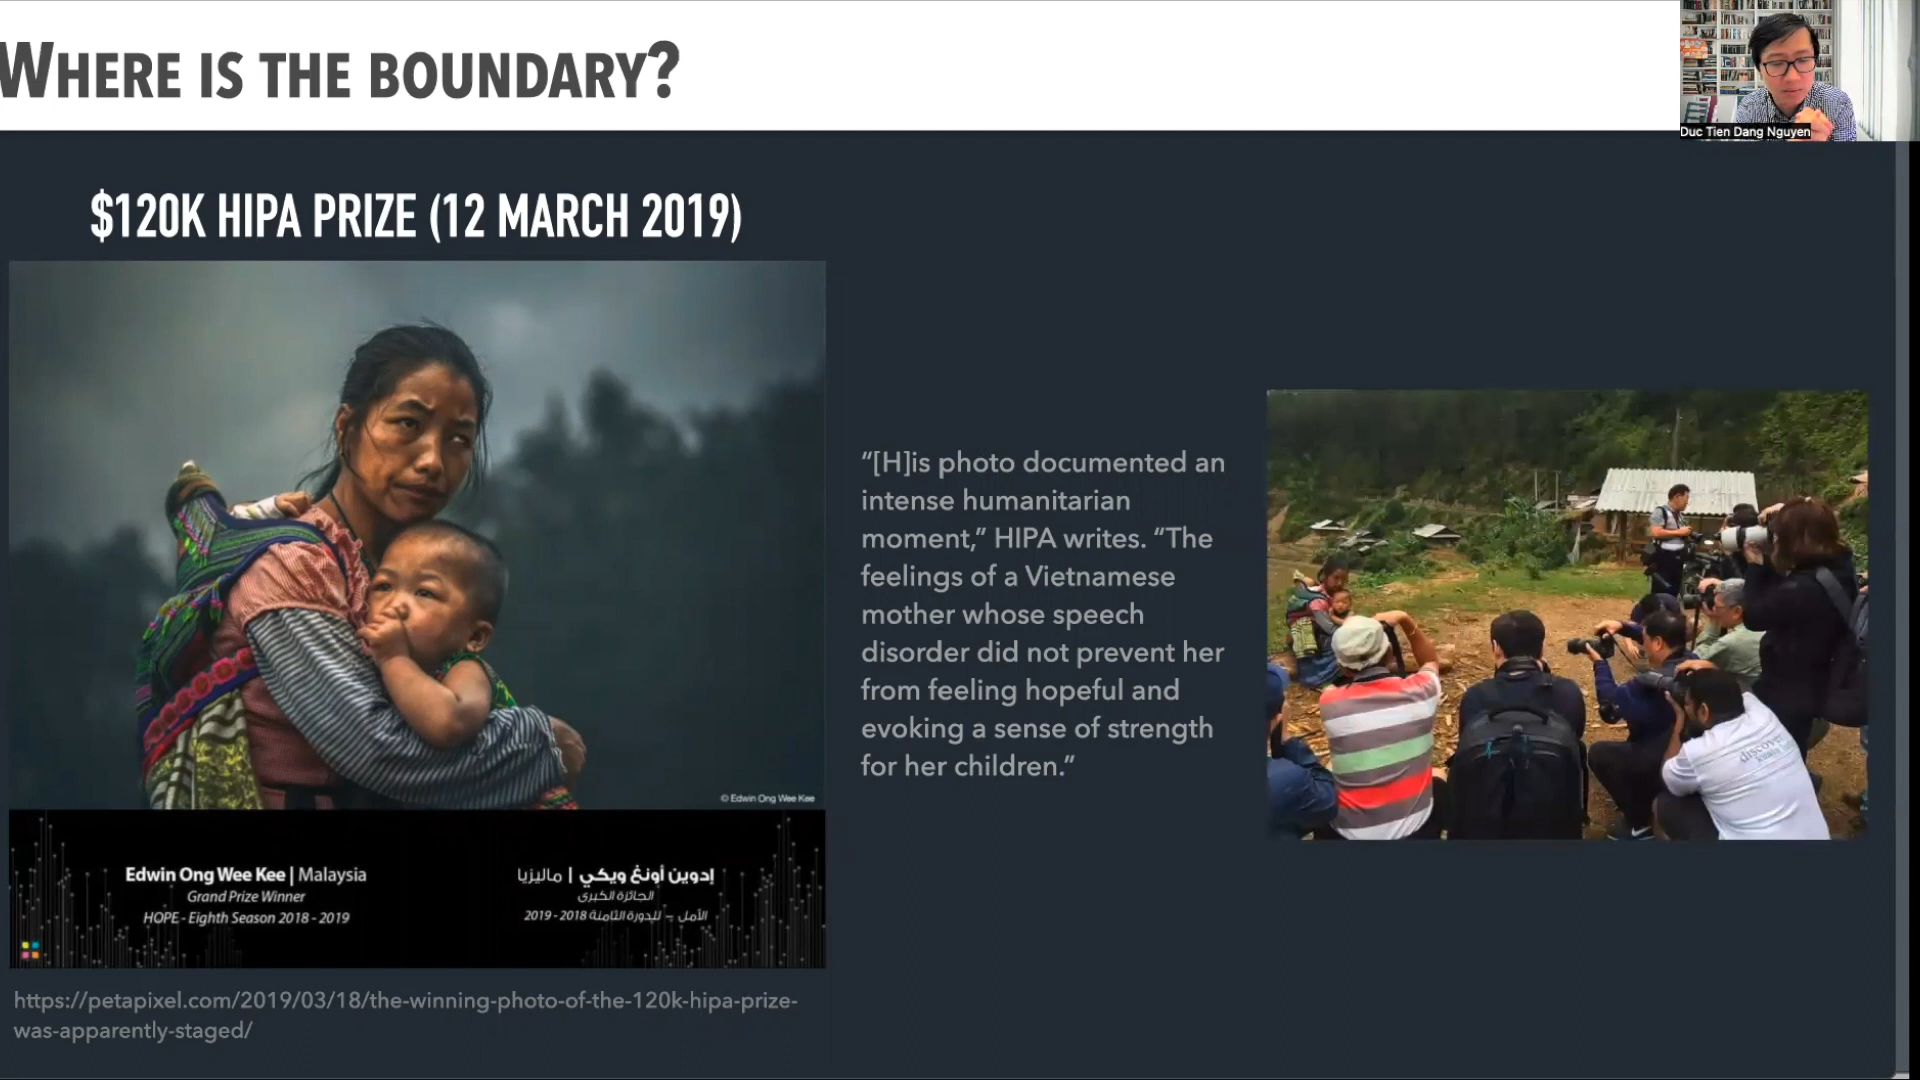 WHERE IS THE BOUNDARY?
Duc Tien Dang Nguyen
$120K HIPA PRIZE (12 MARCH 2019)
© Edwin Ong Wee Kee
Edwin Ong Wee Kee | Malaysia
Grand Prize Winner
HOPE - Eighth Season 2018 - 2019
إدوين أونغ ويكي | ماليزيا
الجائزة الكبرى
الأمل – للدورة الثامنة 2018 - 2019
“[H]is photo documented an
intense humanitarian
moment,” HIPA writes. “The
feelings of a Vietnamese
mother whose speech
disorder did not prevent her
from feeling hopeful and
evoking a sense of strength
for her children.”
discover
https://petapixel.com/2019/03/18/the-winning-photo-of-the-120k-hipa-prize-
was-apparently-staged/